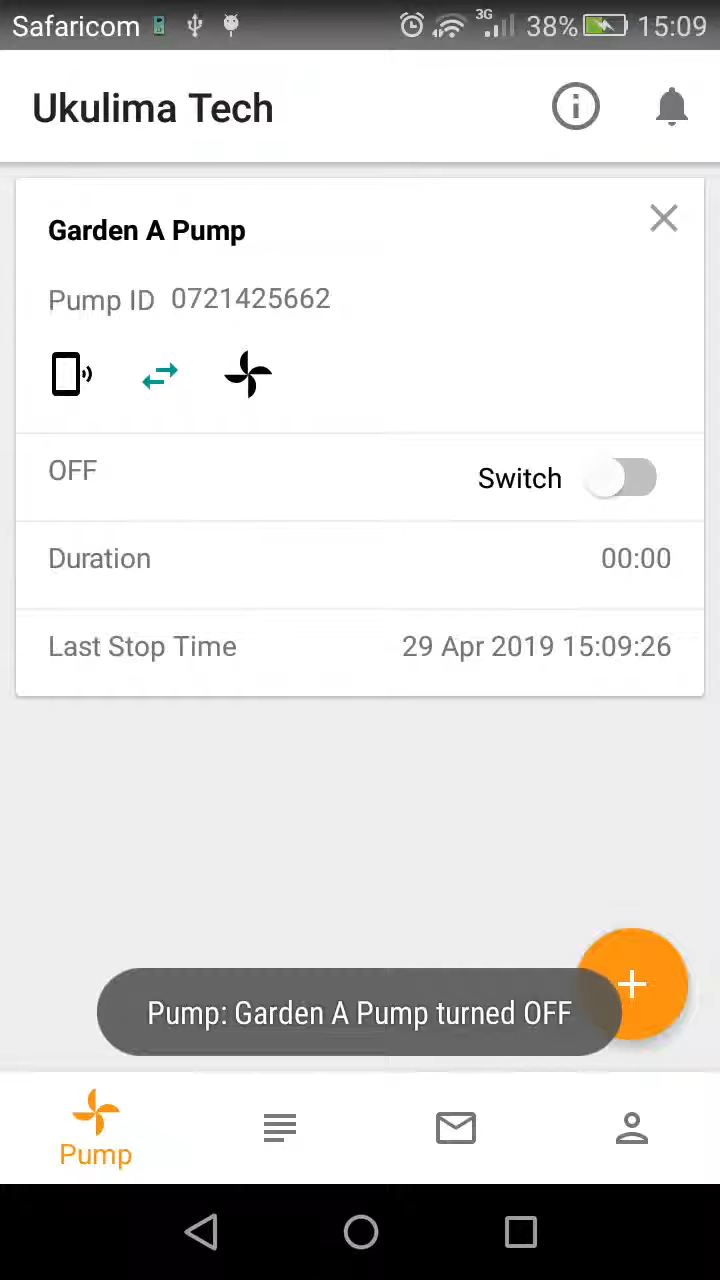 Safaricom 3G 38% 15:09
Ukulima Tech
Garden A Pump
Pump ID 0721425662
OFF Switch
Duration 00:00
Last Stop Time 29 Apr 2019 15:09:26
Pump: Garden A Pump turned OFF
Pump